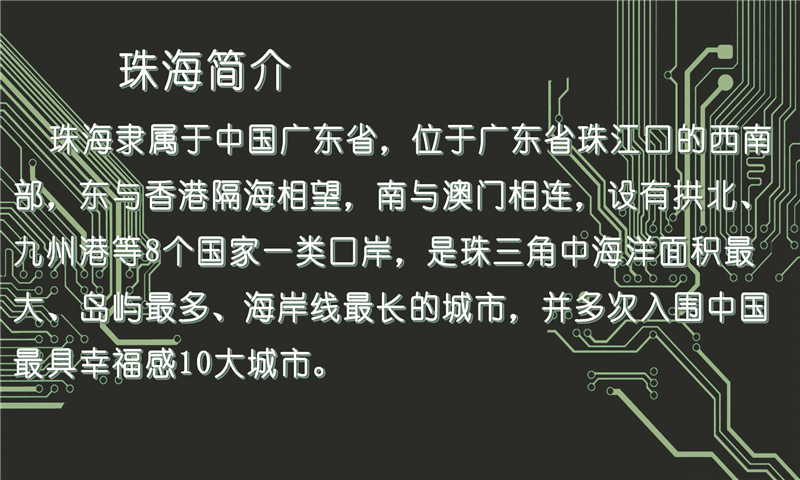 珠海简介
珠海隶属于中国广东省，位于广东省珠江口的西南
部，东与香港隔海相望，南与澳门相连，设有拱北、
九州港等8个国家一类口岸，是珠三角中海洋面积最
大、岛屿最多、海岸线最长的城市，并多次入围中国
最具幸福感10大城市。